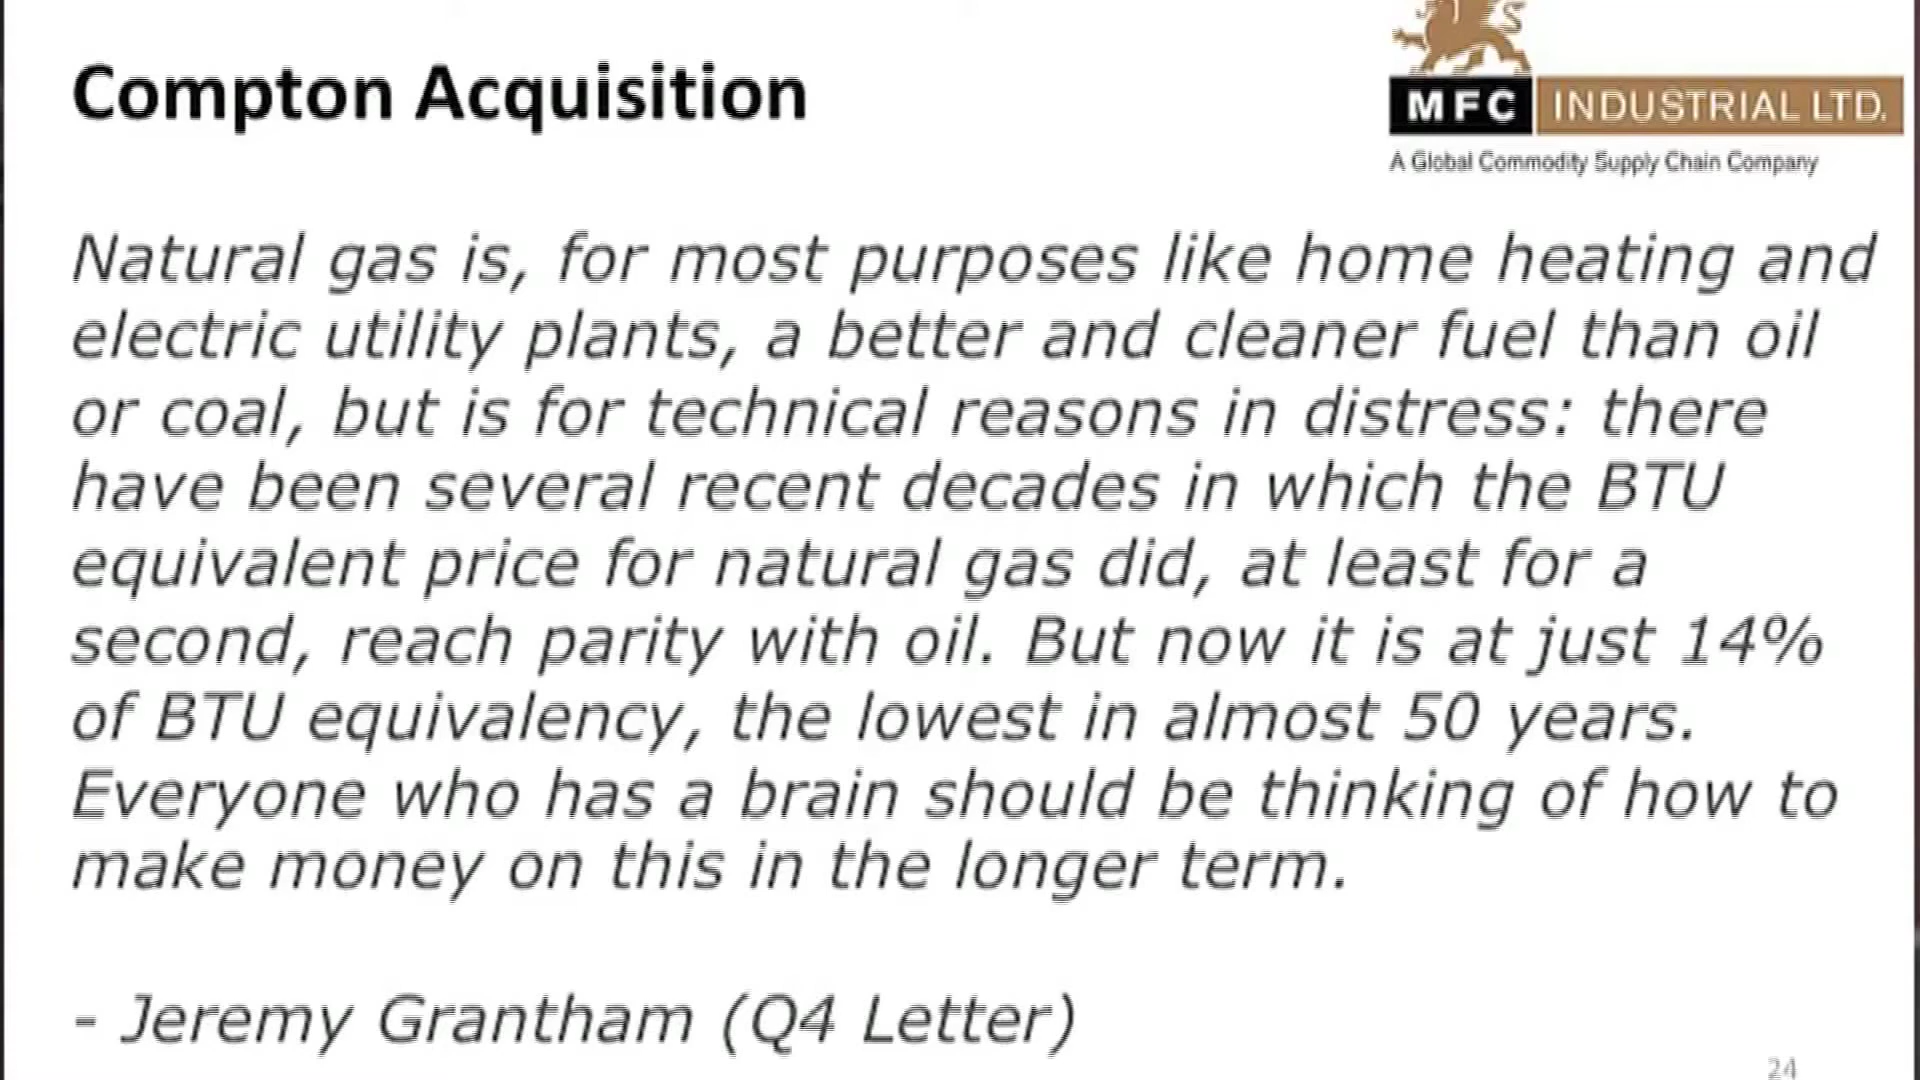 Compton Acquisition
MFC INDUSTRIAL LTD.
A Global Commodity Supply Chain Company
Natural gas is, for most purposes like home heating and
electric utility plants, a better and cleaner fuel than oil
or coal, but is for technical reasons in distress: there
have been several recent decades in which the BTU
equivalent price for natural gas did, at least for a
second, reach parity with oil. But now it is at just 14%
of BTU equivalency, the lowest in almost 50 years.
Everyone who has a brain should be thinking of how to
make money on this in the longer term.
- Jeremy Grantham (Q4 Letter)
24